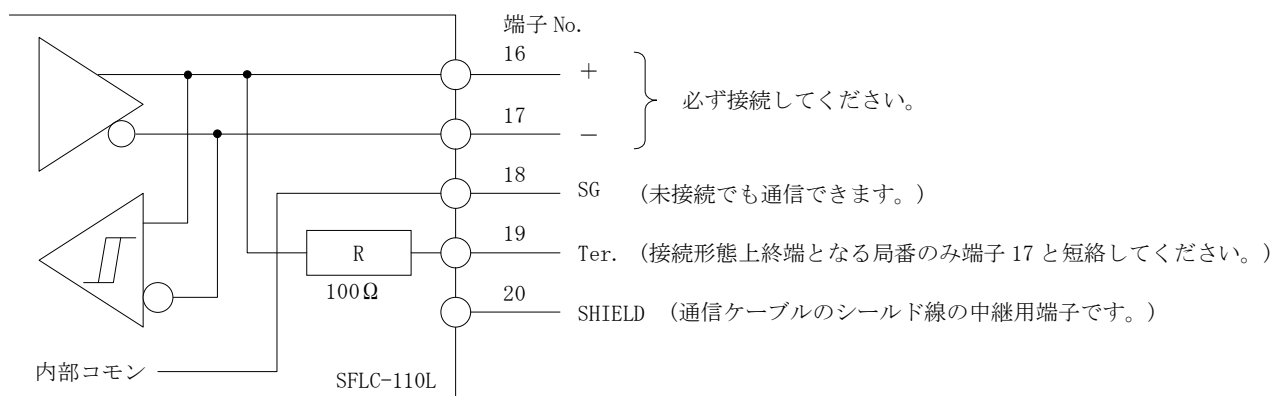 端子 No.
16 ＋
必ず接続してください。
17 －
18 SG （未接続でも通信できます。）
19 Ter. （接続形態上終端となる局番のみ端子 17 と短絡してください。）
R
100Ω
20 SHIELD （通信ケーブルのシールド線の中継用端子です。）
内部コモン
SFLC-110L